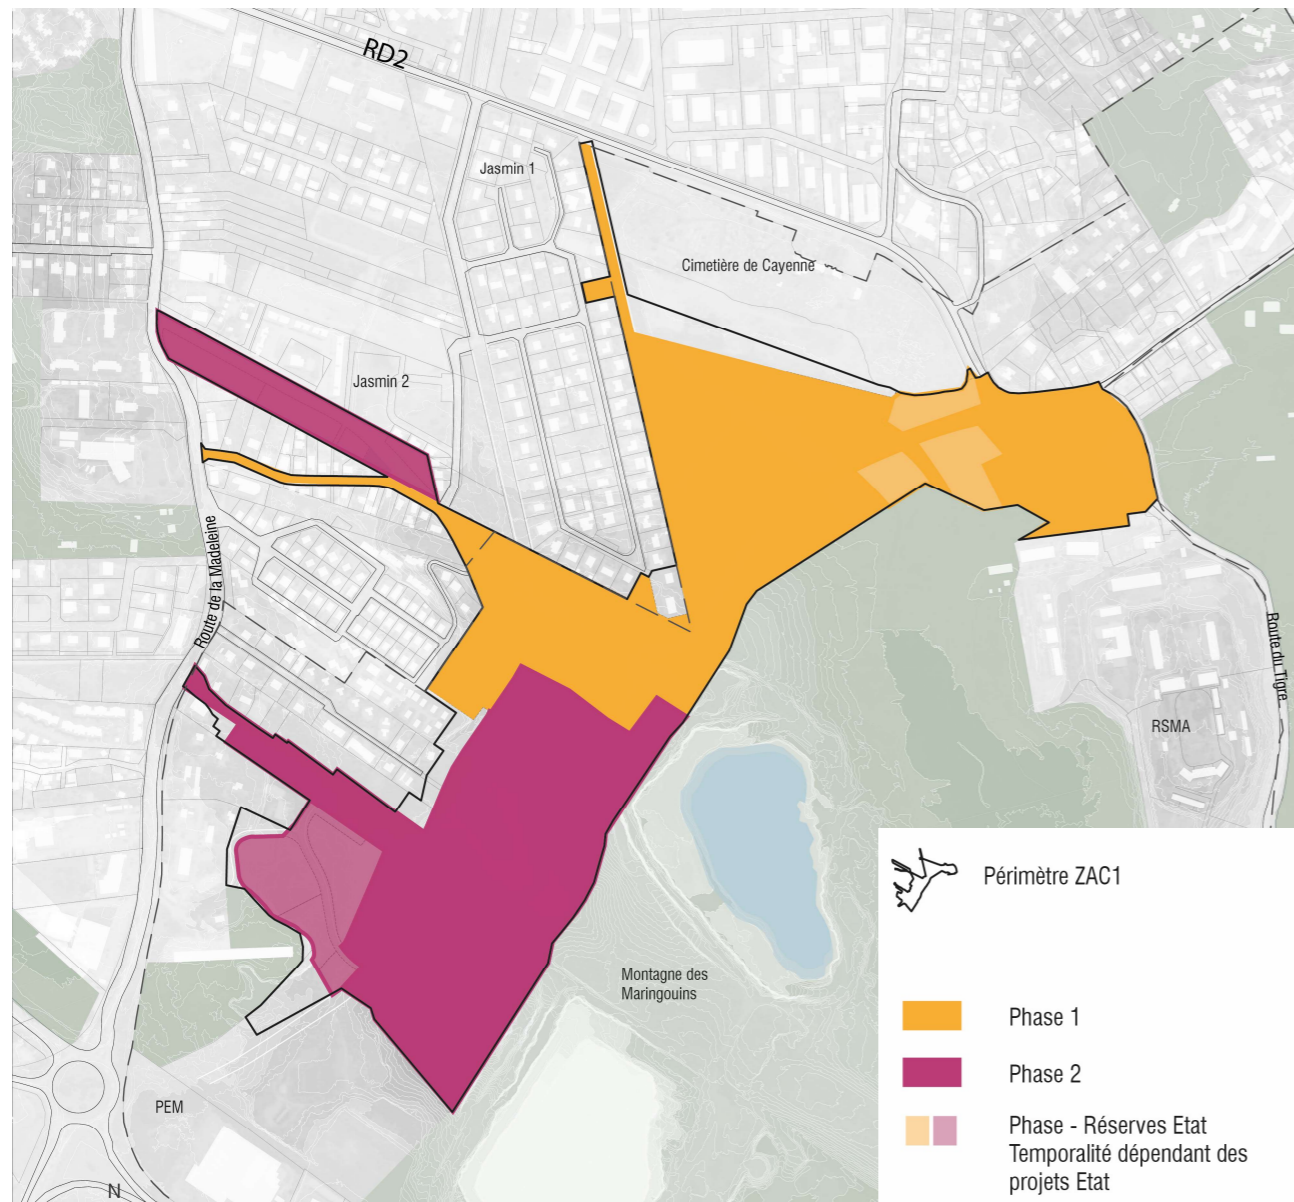 RD2
Jasmin 1
Cimetière de Cayenne
Jasmin 2
Route de la Madeleine
Route du Tigre
RSMA
Montagne des
Maringouins
PEM
N
Périmètre ZAC1
Phase 1
Phase 2
Phase - Réserves Etat
Temporalité dépendant des
projets Etat